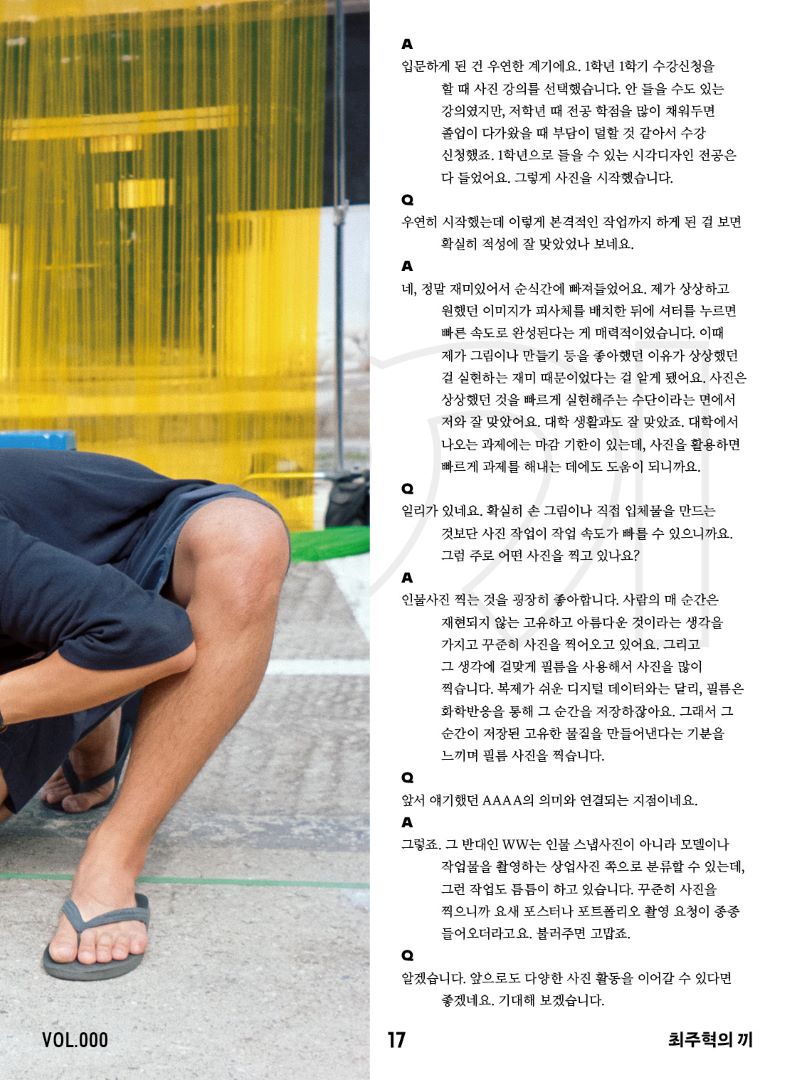 A
입문하게 된 건 우연한 계기에요. 1학년 1학기 수강신청을
할 때 사진 강의를 선택했습니다. 안 들을 수도 있는
강의였지만, 저학년 때 전공 학점을 많이 채워두면
졸업이 다가왔을 때 부담이 덜할 것 같아서 수강
신청했죠. 1학년으로 들을 수 있는 시각디자인 전공은
다 들었어요. 그렇게 사진을 시작했습니다.
Q
우연히 시작했는데 이렇게 본격적인 작업까지 하게 된 걸 보면
확실히 적성에 잘 맞았었나 보네요.
A
네, 정말 재미있어서 순식간에 빠져들었어요. 제가 상상하고
원했던 이미지가 피사체를 배치한 뒤에 셔터를 누르면
빠른 속도로 완성된다는 게 매력적이었습니다. 이때
제가 그림이나 만들기 등을 좋아했던 이유가 상상했던
걸 실현하는 재미 때문이었다는 걸 알게 됐어요. 사진은
상상했던 것을 빠르게 실현해주는 수단이라는 면에서
저와 잘 맞았어요. 대학 생활과도 잘 맞았죠. 대학에서
나오는 과제에는 마감 기한이 있는데, 사진을 활용하면
빠르게 과제를 해내는 데에도 도움이 되니까요.
Q
일리가 있네요. 확실히 손 그림이나 직접 입체물을 만드는
것보단 사진 작업이 작업 속도가 빠를 수 있으니까요.
그럼 주로 어떤 사진을 찍고 있나요?
A
인물사진 찍는 것을 굉장히 좋아합니다. 사람의 매 순간은
재현되지 않는 고유하고 아름다운 것이라는 생각을
가지고 꾸준히 사진을 찍어오고 있어요. 그리고
그 생각에 걸맞게 필름을 사용해서 사진을 많이
찍습니다. 복제가 쉬운 디지털 데이터와는 달리, 필름은
화학반응을 통해 그 순간을 저장하잖아요. 그래서 그
순간이 저장된 고유한 물질을 만들어낸다는 기분을
느끼며 필름 사진을 찍습니다.
Q
앞서 얘기했던 AAAA의 의미와 연결되는 지점이네요.
A
그렇죠. 그 반대인 WW는 인물 스냅사진이 아니라 모델이나
작업물을 촬영하는 상업사진 쪽으로 분류할 수 있는데,
그런 작업도 틈틈이 하고 있습니다. 꾸준히 사진을
찍으니까 요새 포스터나 포트폴리오 촬영 요청이 종종
들어오더라고요. 불러주면 고맙죠.
Q
알겠습니다. 앞으로도 다양한 사진 활동을 이어갈 수 있다면
좋겠네요. 기대해 보겠습니다.
VOL.000
17
최주혁의 끼